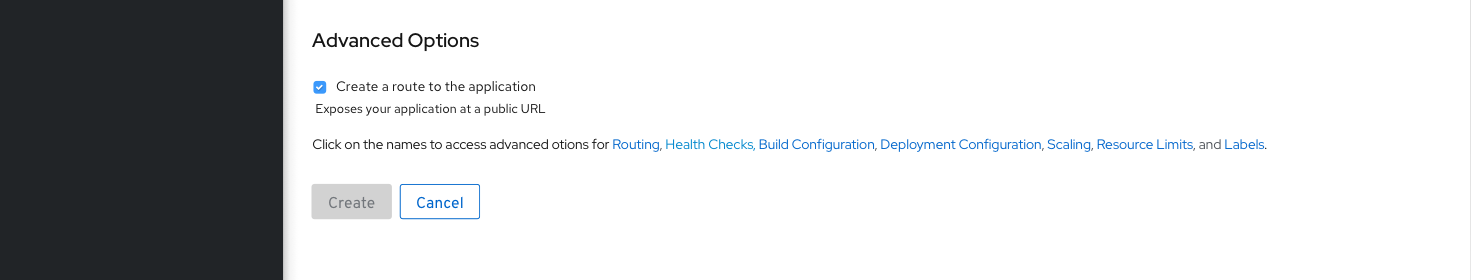 Advanced Options
Create a route to the application
Exposes your application at a public URL
Click on the names to access advanced otions for Routing, Health Checks, Build Configuration, Deployment Configuration, Scaling, Resource Limits, and Labels.
Create Cancel